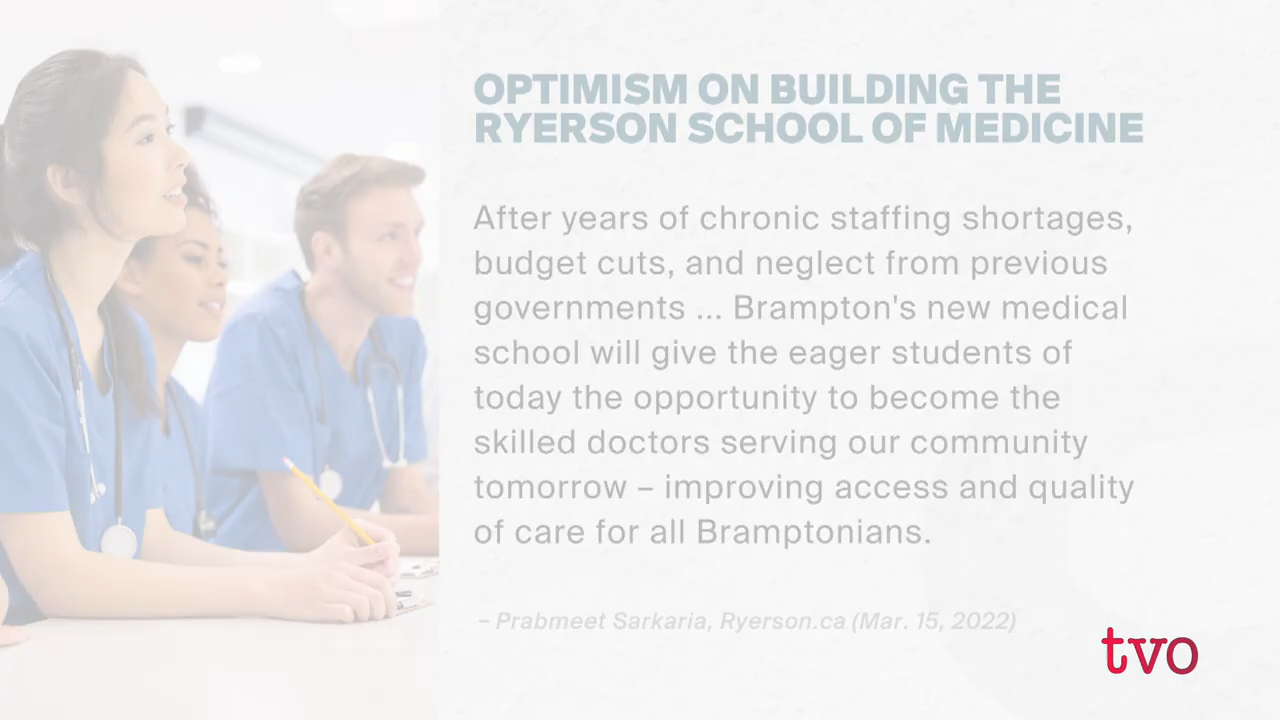 OPTIMISM ON BUILDING THE
RYERSON SCHOOL OF MEDICINE
After years of chronic staffing shortages,
budget cuts, and neglect from previous
governments ... Brampton's new medical
school will give the eager students of
today the opportunity to become the
skilled doctors serving our community
tomorrow – improving access and quality
of care for all Bramptonians.
– Prabmeet Sarkaria, Ryerson.ca (Mar. 15, 2022)
tvo